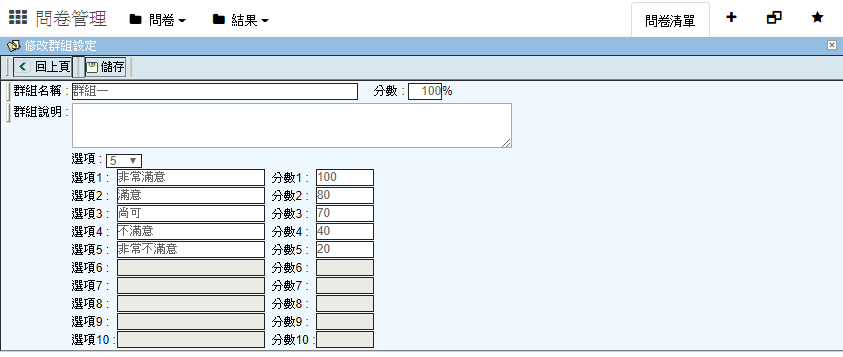 問卷管理 問卷 結果 問卷清單
修改群組設定
回上頁 儲存
群組名稱 : 群組一 分數 : 100%
群組說明 :
選項 : 5
選項1 : 非常滿意 分數1 : 100
選項2 : 滿意 分數2 : 80
選項3 : 尚可 分數3 : 70
選項4 : 不滿意 分數4 : 40
選項5 : 非常不滿意 分數5 : 20
選項6 : 分數6 :
選項7 : 分數7 :
選項8 : 分數8 :
選項9 : 分數9 :
選項10 : 分數10 :